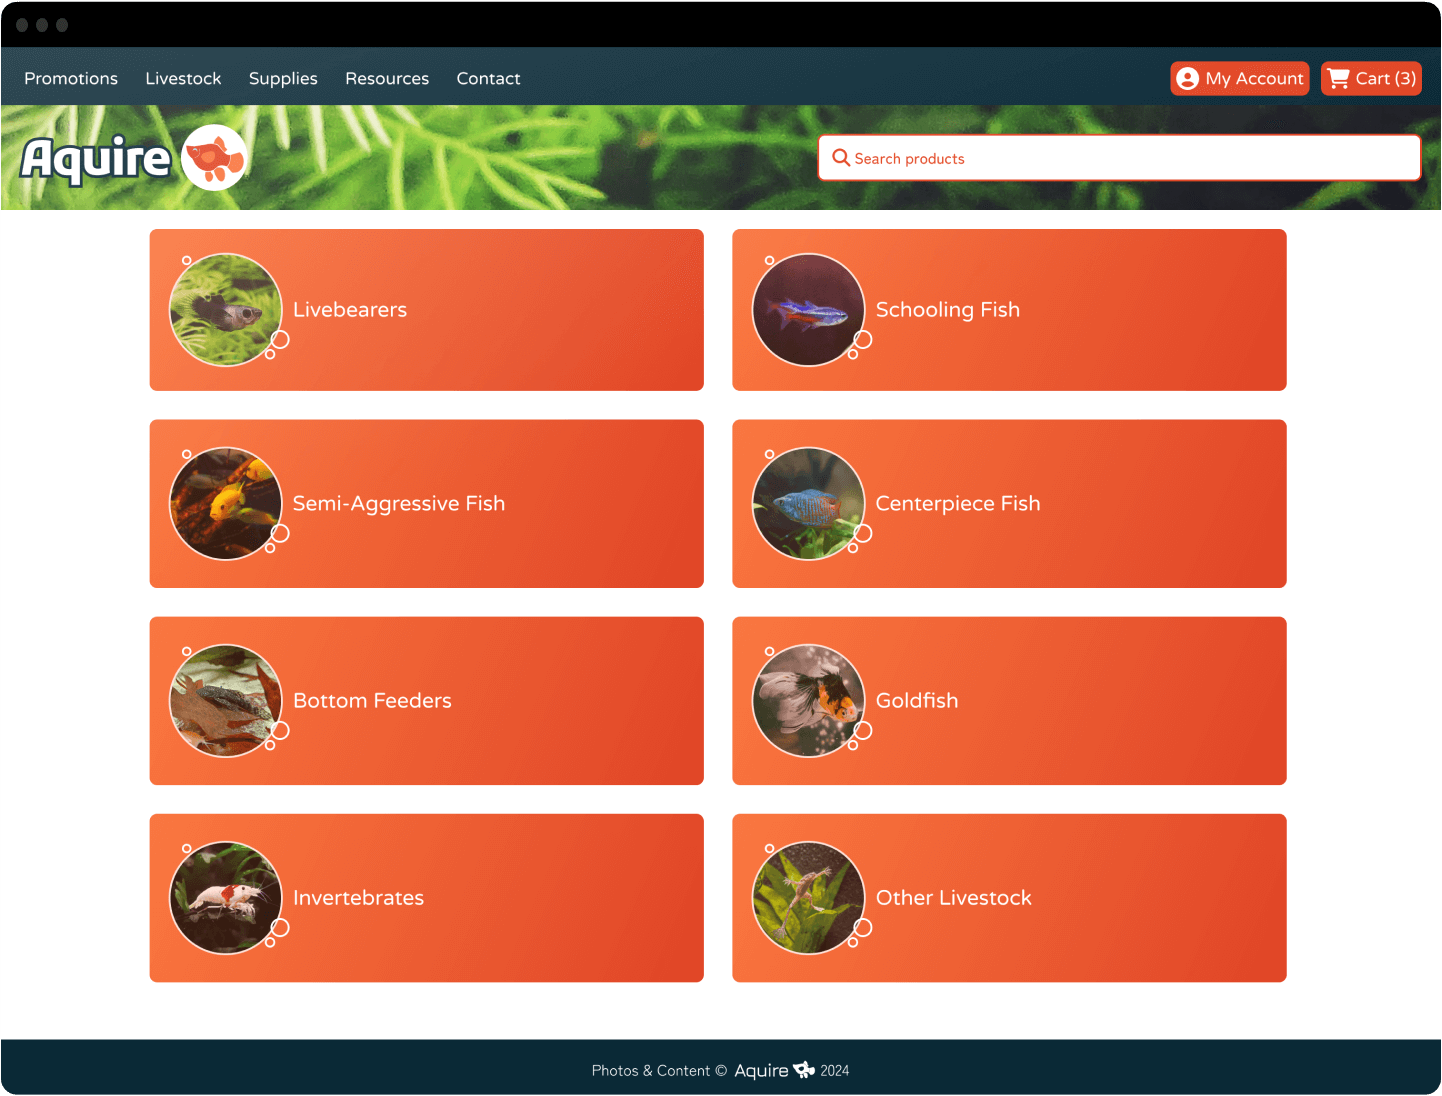 Promotions Livestock Supplies Resources Contact My Account Cart (3)
Aquire Search products
Livebearers
Schooling Fish
Semi-Aggressive Fish
Centerpiece Fish
Bottom Feeders
Goldfish
Invertebrates
Other Livestock
Photos & Content © Aquire 2024